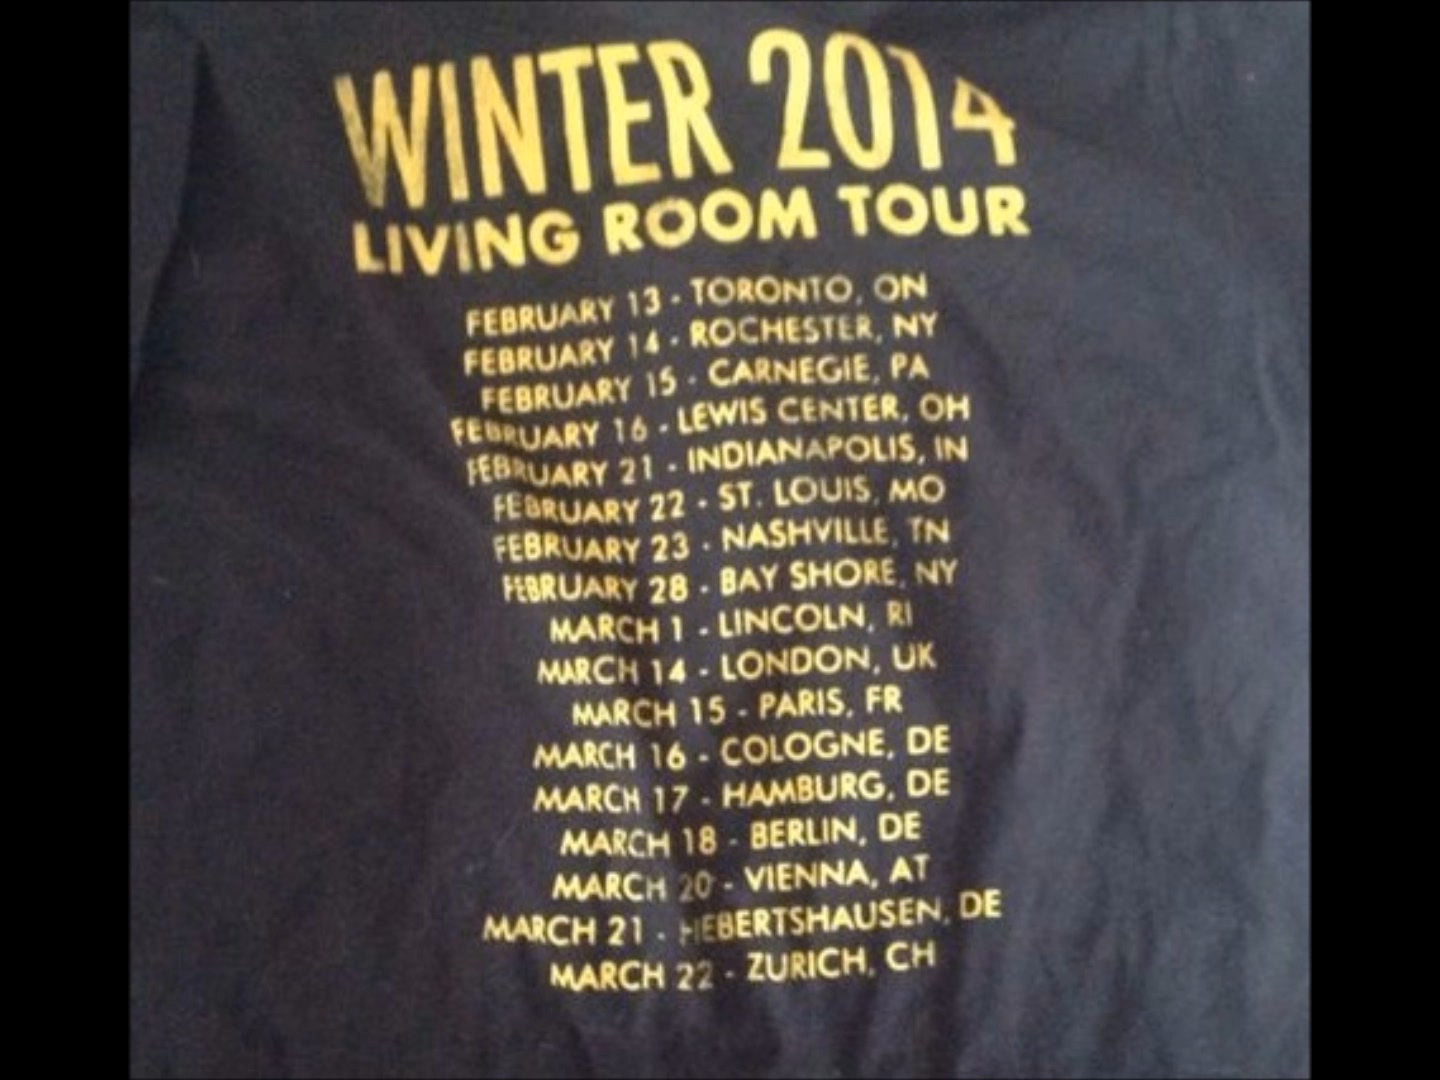 WINTER 2014
LIVING ROOM TOUR
FEBRUARY 13 - TORONTO, ON
FEBRUARY 14 - ROCHESTER, NY
FEBRUARY 15 - CARNEGIE, PA
FEBRUARY 16 - LEWIS CENTER, OH
FEBRUARY 21 - INDIANAPOLIS, IN
FEBRUARY 22 - ST. LOUIS, MO
FEBRUARY 23 - NASHVILLE, TN
FEBRUARY 28 - BAY SHORE, NY
MARCH 1 - LINCOLN, RI
MARCH 14 - LONDON, UK
MARCH 15 - PARIS, FR
MARCH 16 - COLOGNE, DE
MARCH 17 - HAMBURG, DE
MARCH 18 - BERLIN, DE
MARCH 20 - VIENNA, AT
MARCH 21 - HEBERTSHAUSEN, DE
MARCH 22 - ZURICH, CH